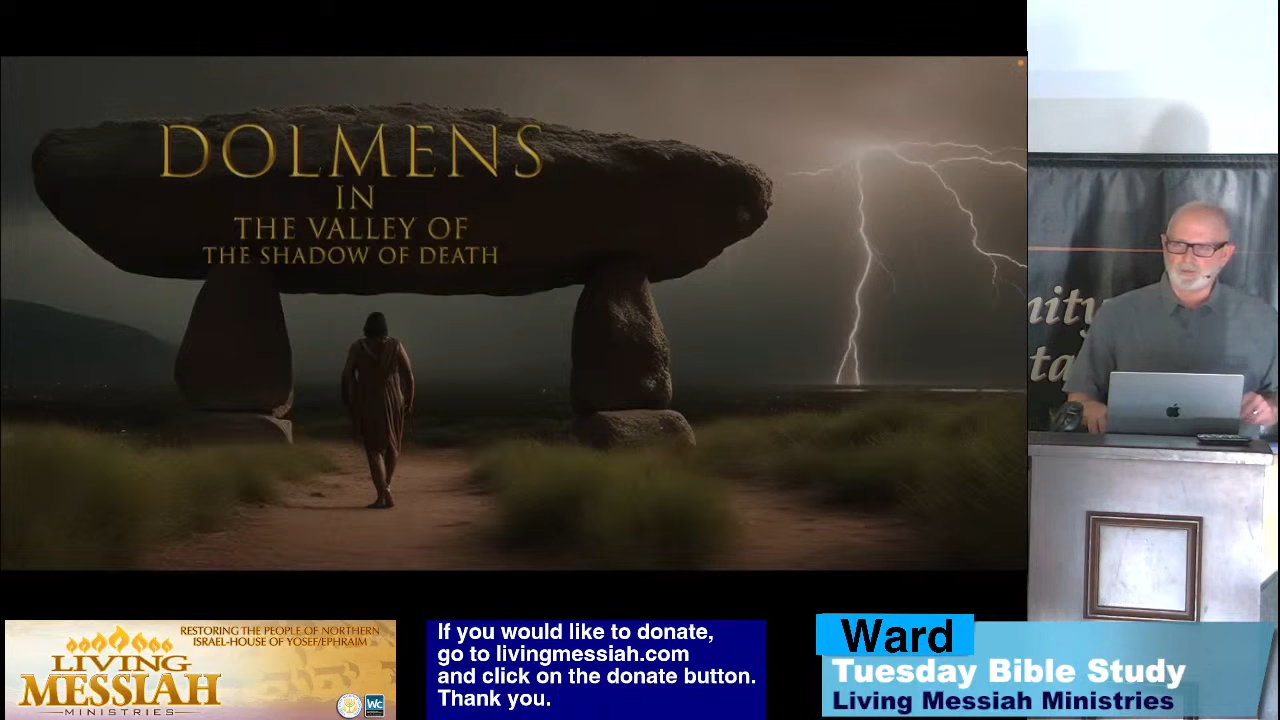 DOLMENS
IN
THE VALLEY OF
THE SHADOW OF DEATH
RESTORING THE PEOPLE OF NORTHERN
ISRAEL-HOUSE OF YOSEF/EPHRAIM
LIVING
MESSIAH
MINISTRIES
WC
If you would like to donate,
go to livingmessiah.com
and click on the donate button.
Thank you.
Ward
Tuesday Bible Study
Living Messiah Ministries